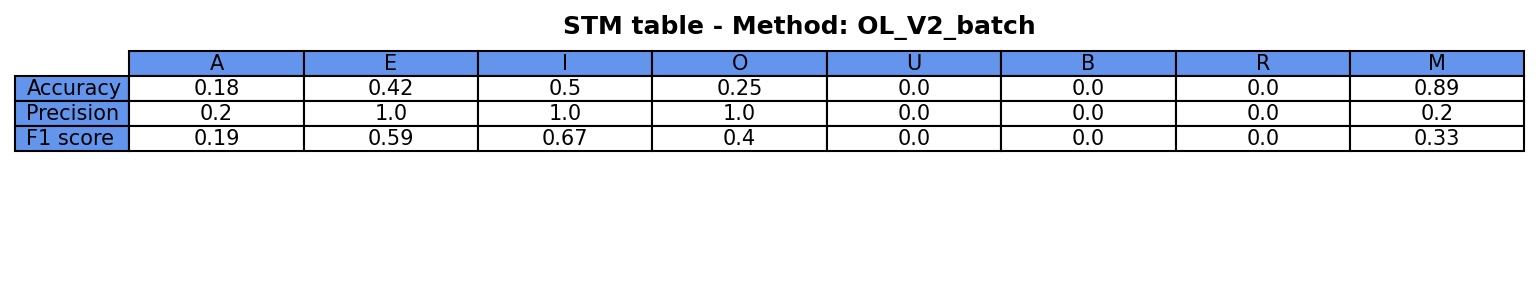 STM table - Method: OL_V2_batch
A E I O U B R M
Accuracy 0.18 0.42 0.5 0.25 0.0 0.0 0.0 0.89
Precision 0.2 1.0 1.0 1.0 0.0 0.0 0.0 0.2
F1 score 0.19 0.59 0.67 0.4 0.0 0.0 0.0 0.33